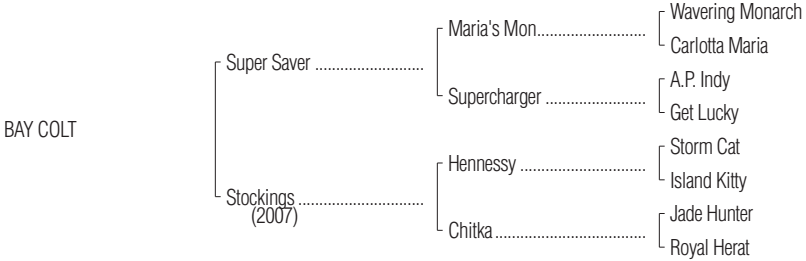 Wavering Monarch
Maria's Mon..........................
Carlotta Maria
Super Saver ..........................
A.P. Indy
Supercharger ........................
Get Lucky
BAY COLT
Storm Cat
Hennessy ..............................
Island Kitty
Stockings ..............................
(2007)
Jade Hunter
Chitka....................................
Royal Herat